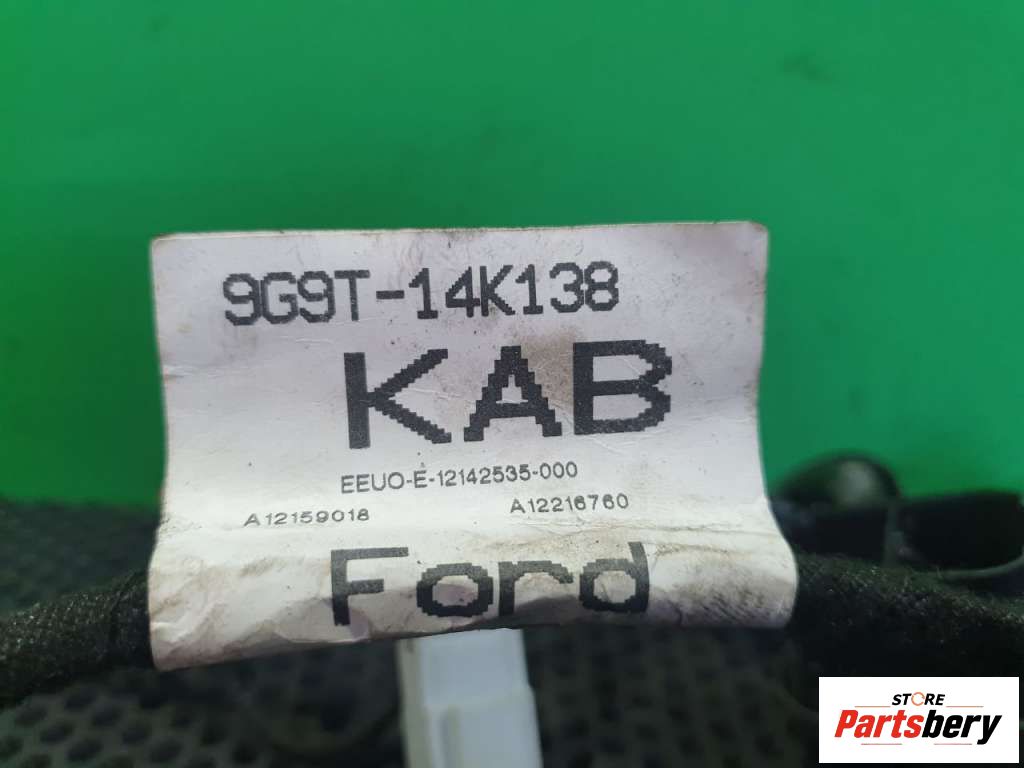 9G9T-14K138
KAB
EEUO-E-12142535-000
A12159018 A12216760
Ford
STORE
Partsbery